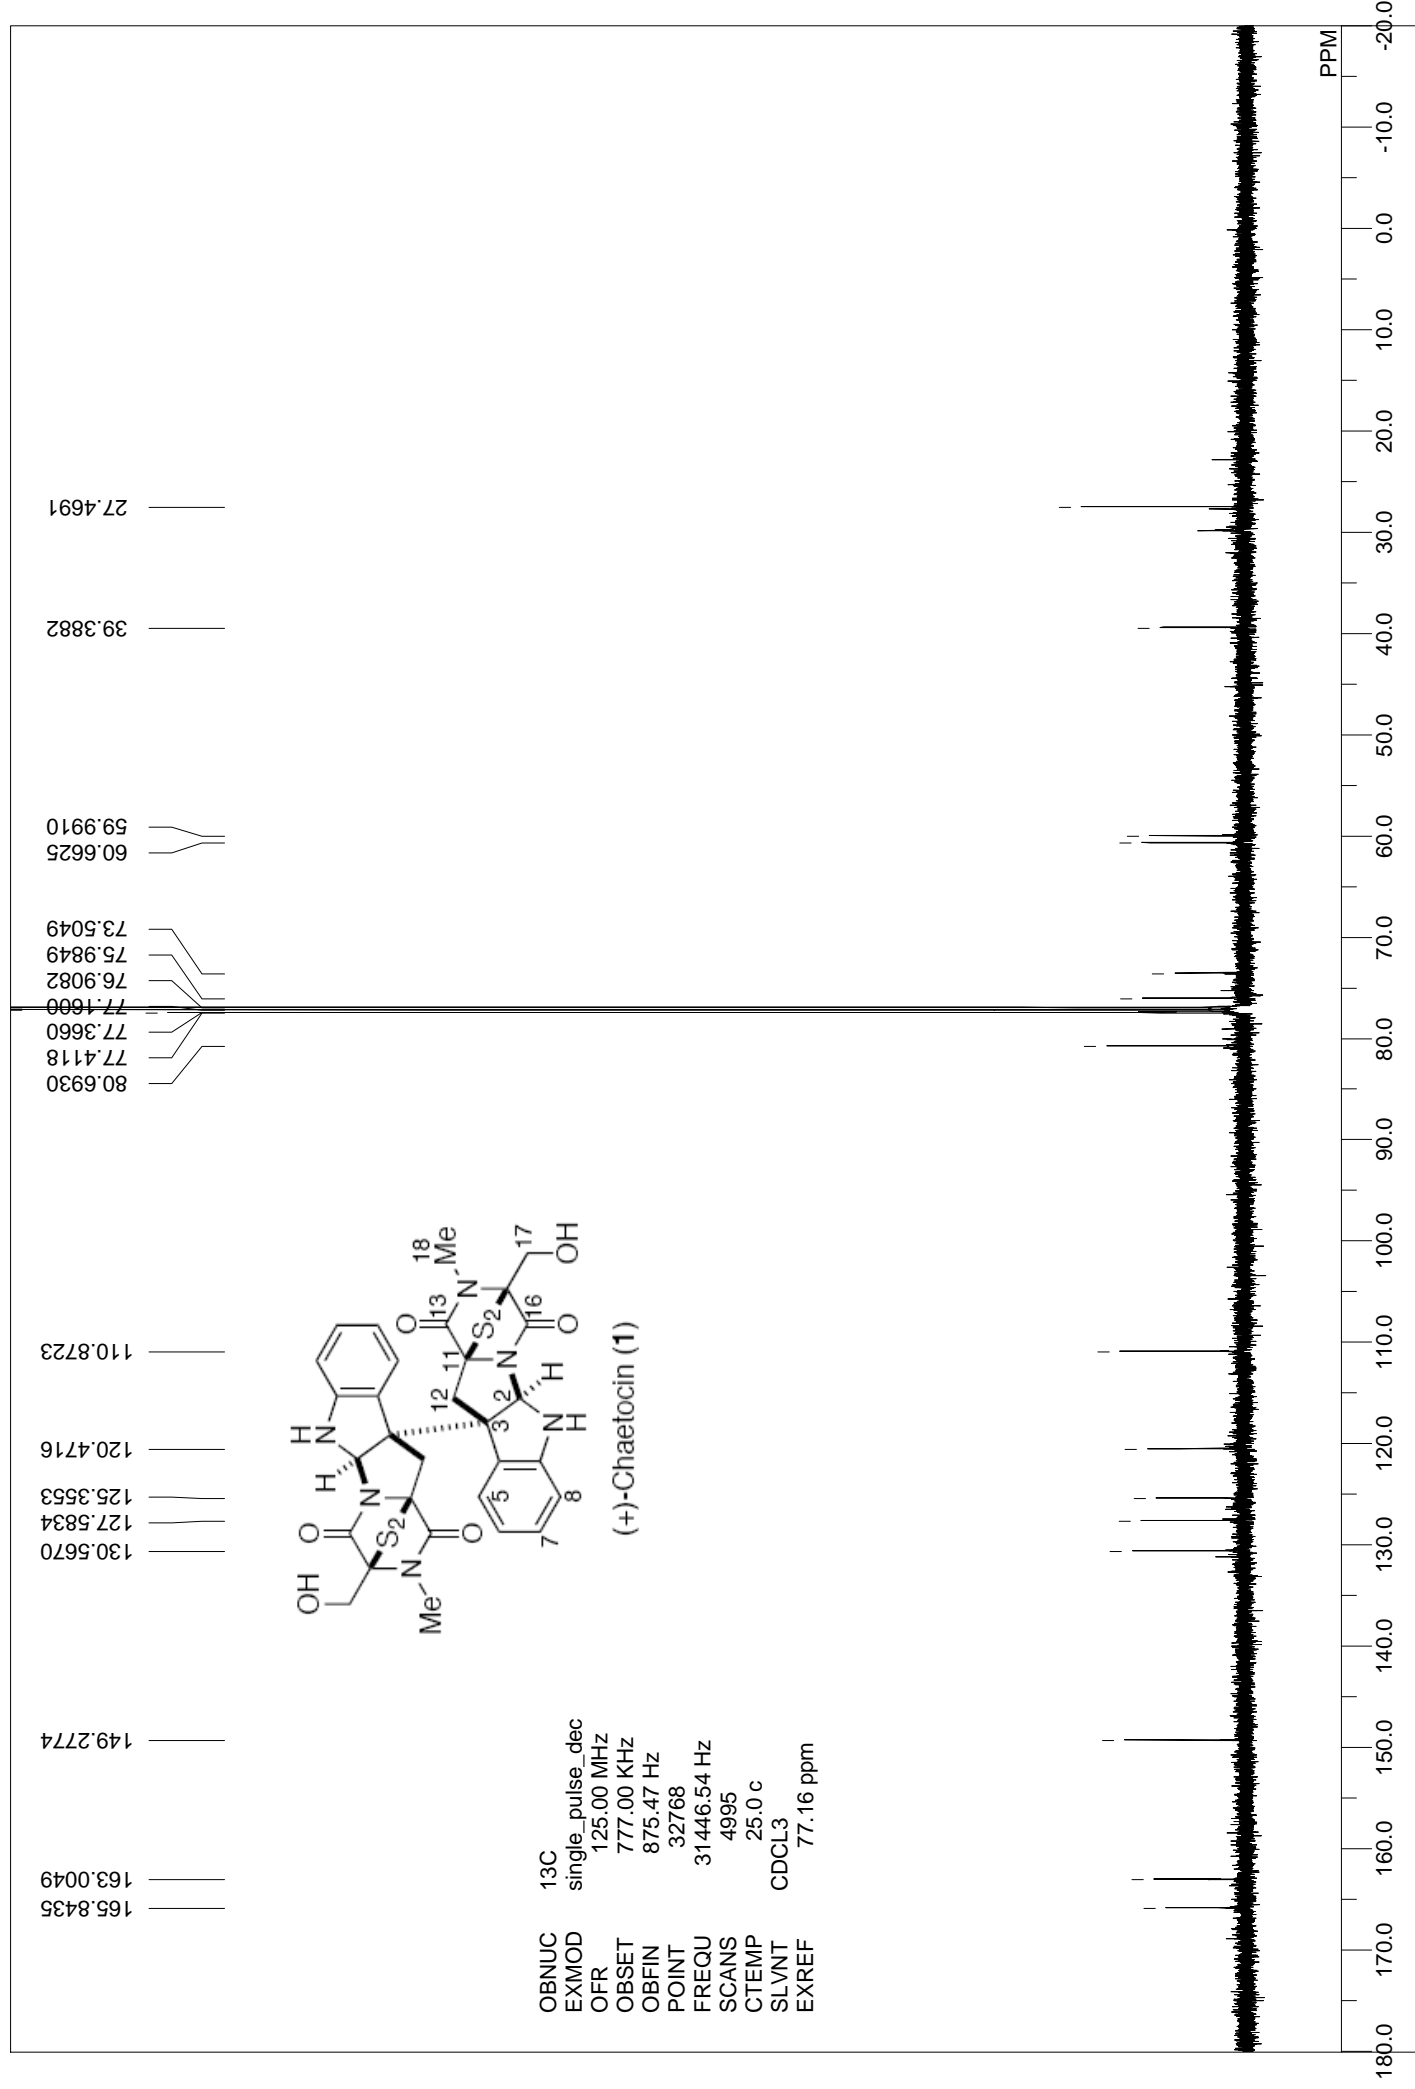 165.8435
163.0049
149.2774
130.5670
127.5834
125.3553
120.4716
110.8723
80.6930
77.4118
77.3660
77.1600
76.9082
75.9849
73.5049
60.6625
59.9910
39.3882
27.4691
OH
H
N
H
O
N
S2
N
O
Me
18
Me
13
O
N
17
11
S2
12
16
OH
N
O
2
H
3
N
H
5
8
7
(+)-Chaetocin (1)
OBNUC 13C
EXMOD single_pulse_dec
OFR 125.00 MHz
OBSET 777.00 KHz
OBFIN 875.47 Hz
POINT 32768
FREQU 31446.54 Hz
SCANS 4995
CTEMP 25.0 c
SLVNT CDCL3
EXREF 77.16 ppm
PPM
180.0 170.0 160.0 150.0 140.0 130.0 120.0 110.0 100.0 90.0 80.0 70.0 60.0 50.0 40.0 30.0 20.0 10.0 0.0 -10.0 -20.0